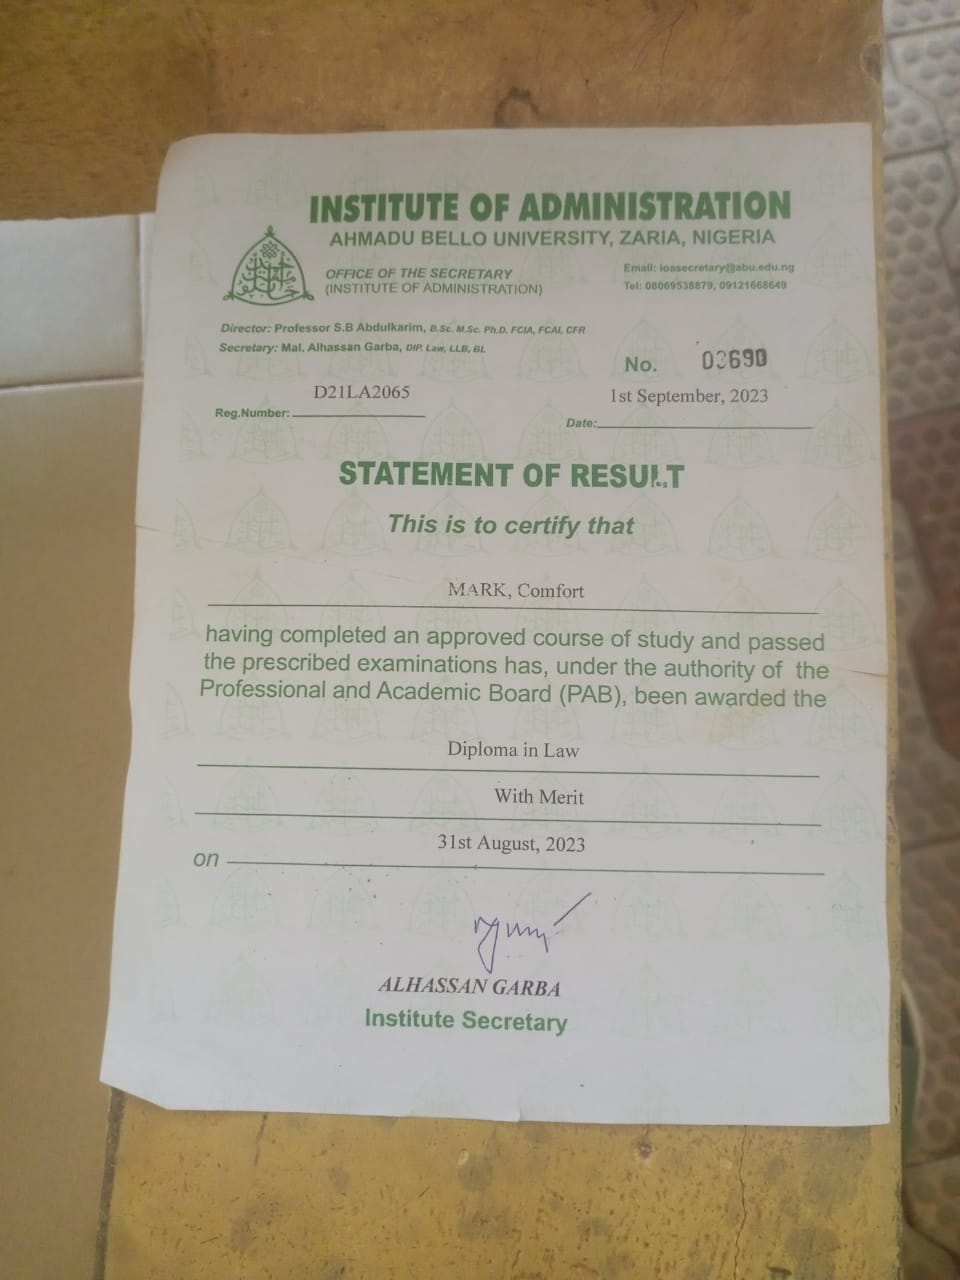 INSTITUTE OF ADMINISTRATION
AHMADU BELLO UNIVERSITY, ZARIA, NIGERIA
OFFICE OF THE SECRETARY
(INSTITUTE OF ADMINISTRATION)
Email: ioasecretary@abu.edu.ng
Tel: 08069538879, 09121668649
Director: Professor S.B Abdulkarim, B.Sc. M.Sc. Ph.D. FCIA, FCAI, CFR
Secretary: Mal. Alhassan Garba, DIP. Law, LLB, BL
No. 03690
Reg.Number: D21LA2065
Date: 1st September, 2023
STATEMENT OF RESULT
This is to certify that
MARK, Comfort
having completed an approved course of study and passed
the prescribed examinations has, under the authority of the
Professional and Academic Board (PAB), been awarded the
Diploma in Law
With Merit
on 31st August, 2023
ALHASSAN GARBA
Institute Secretary